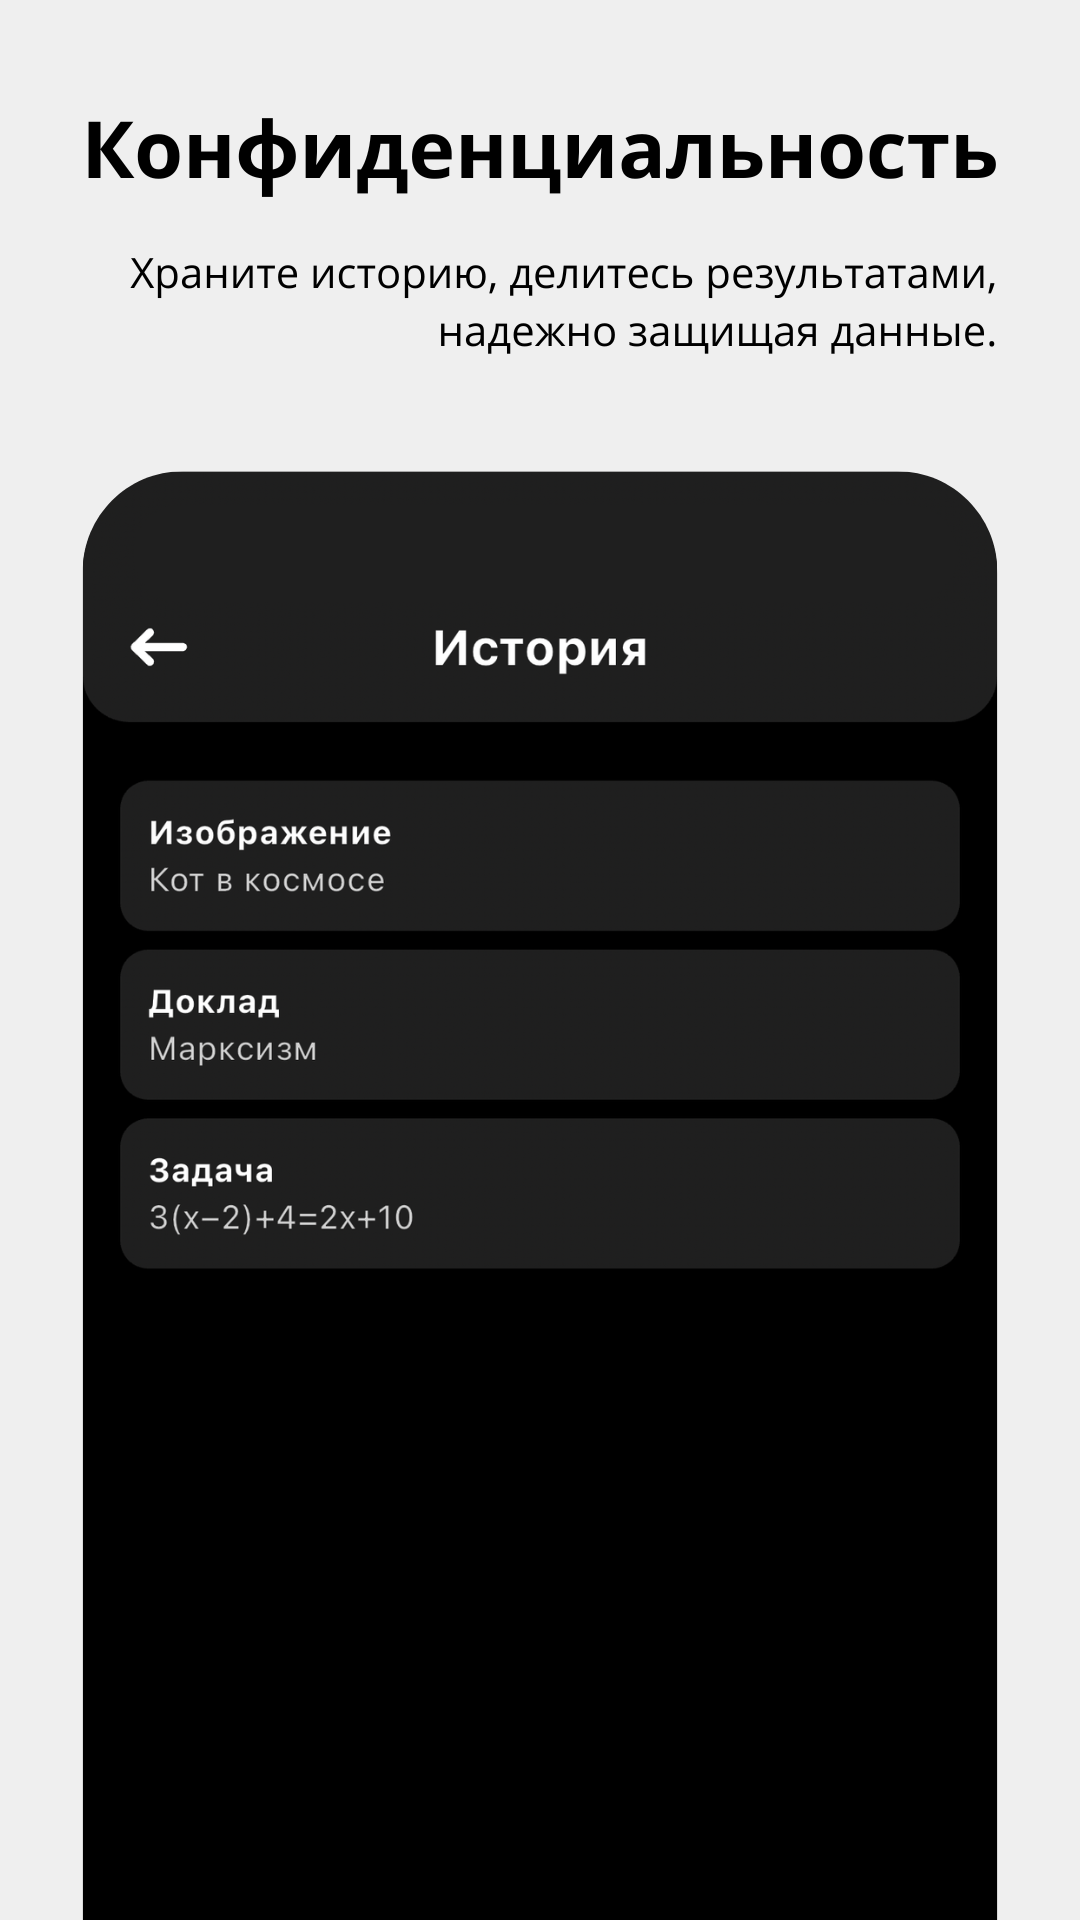 Конфиденциальность
Храните историю, делитесь результатами,
надежно защищая данные.
История
Изображение
Кот в космосе
Доклад
Марксизм
Задача
3(x−2)+4=2x+10